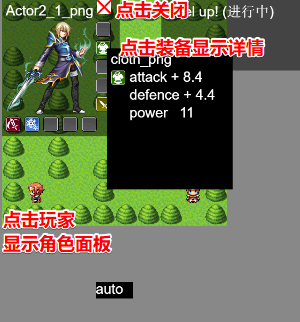 Actor2_1_png
点击关闭
el up! (进行中)
点击装备显示详情
cloth_png
attack + 8.4
defence + 4.4
power 11
点击玩家
显示角色面板
auto